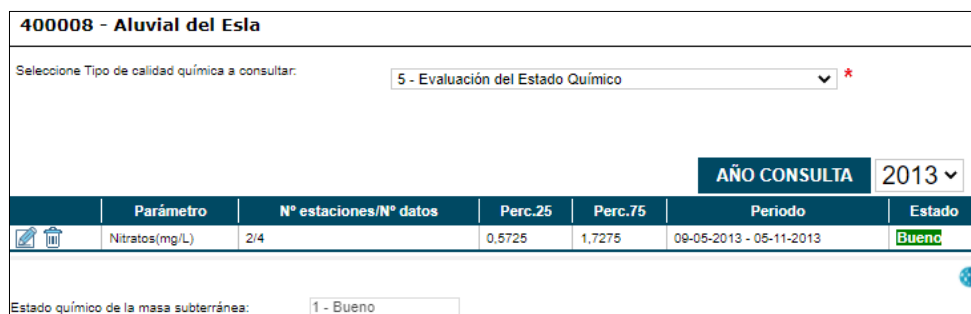 400008 - Aluvial del Esla
Seleccione Tipo de calidad química a consultar: 5 - Evaluación del Estado Químico *
AÑO CONSULTA 2013
Parámetro Nº estaciones/Nº datos Perc.25 Perc.75 Periodo Estado
Nitratos(mg/L) 2/4 0,5725 1,7275 09-05-2013 - 05-11-2013 Bueno
Estado químico de la masa subterránea: 1 - Bueno